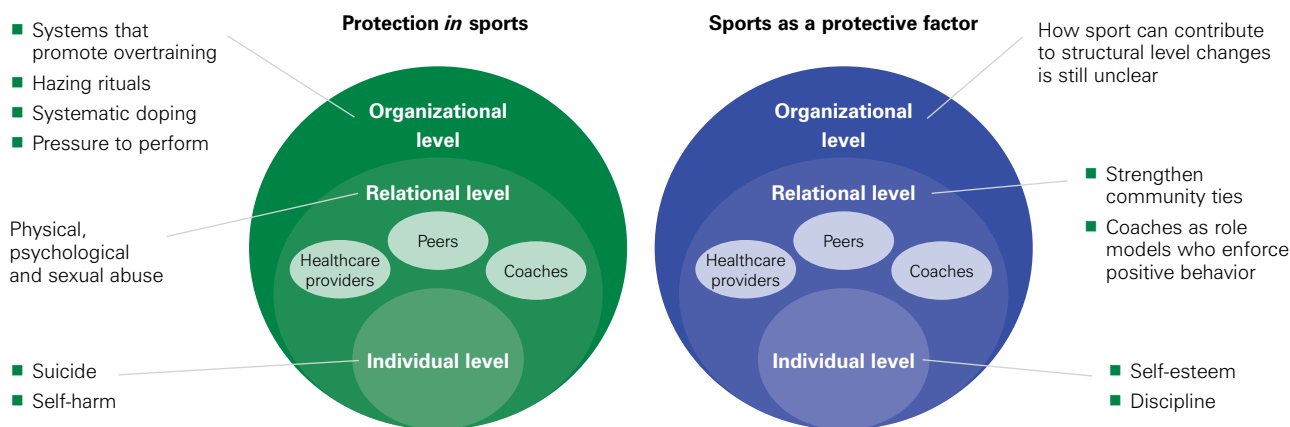 Protection in sports
Systems that
promote overtraining
Hazing rituals
Systematic doping
Pressure to perform
Physical,
psychological
and sexual abuse
Suicide
Self-harm
Organizational
level
Relational level
Peers
Healthcare
providers
Coaches
Individual level
Sports as a protective factor
Organizational
level
Relational level
Peers
Healthcare
providers
Coaches
Individual level
How sport can contribute
to structural level changes
is still unclear
Strengthen
community ties
Coaches as role
models who enforce
positive behavior
Self-esteem
Discipline